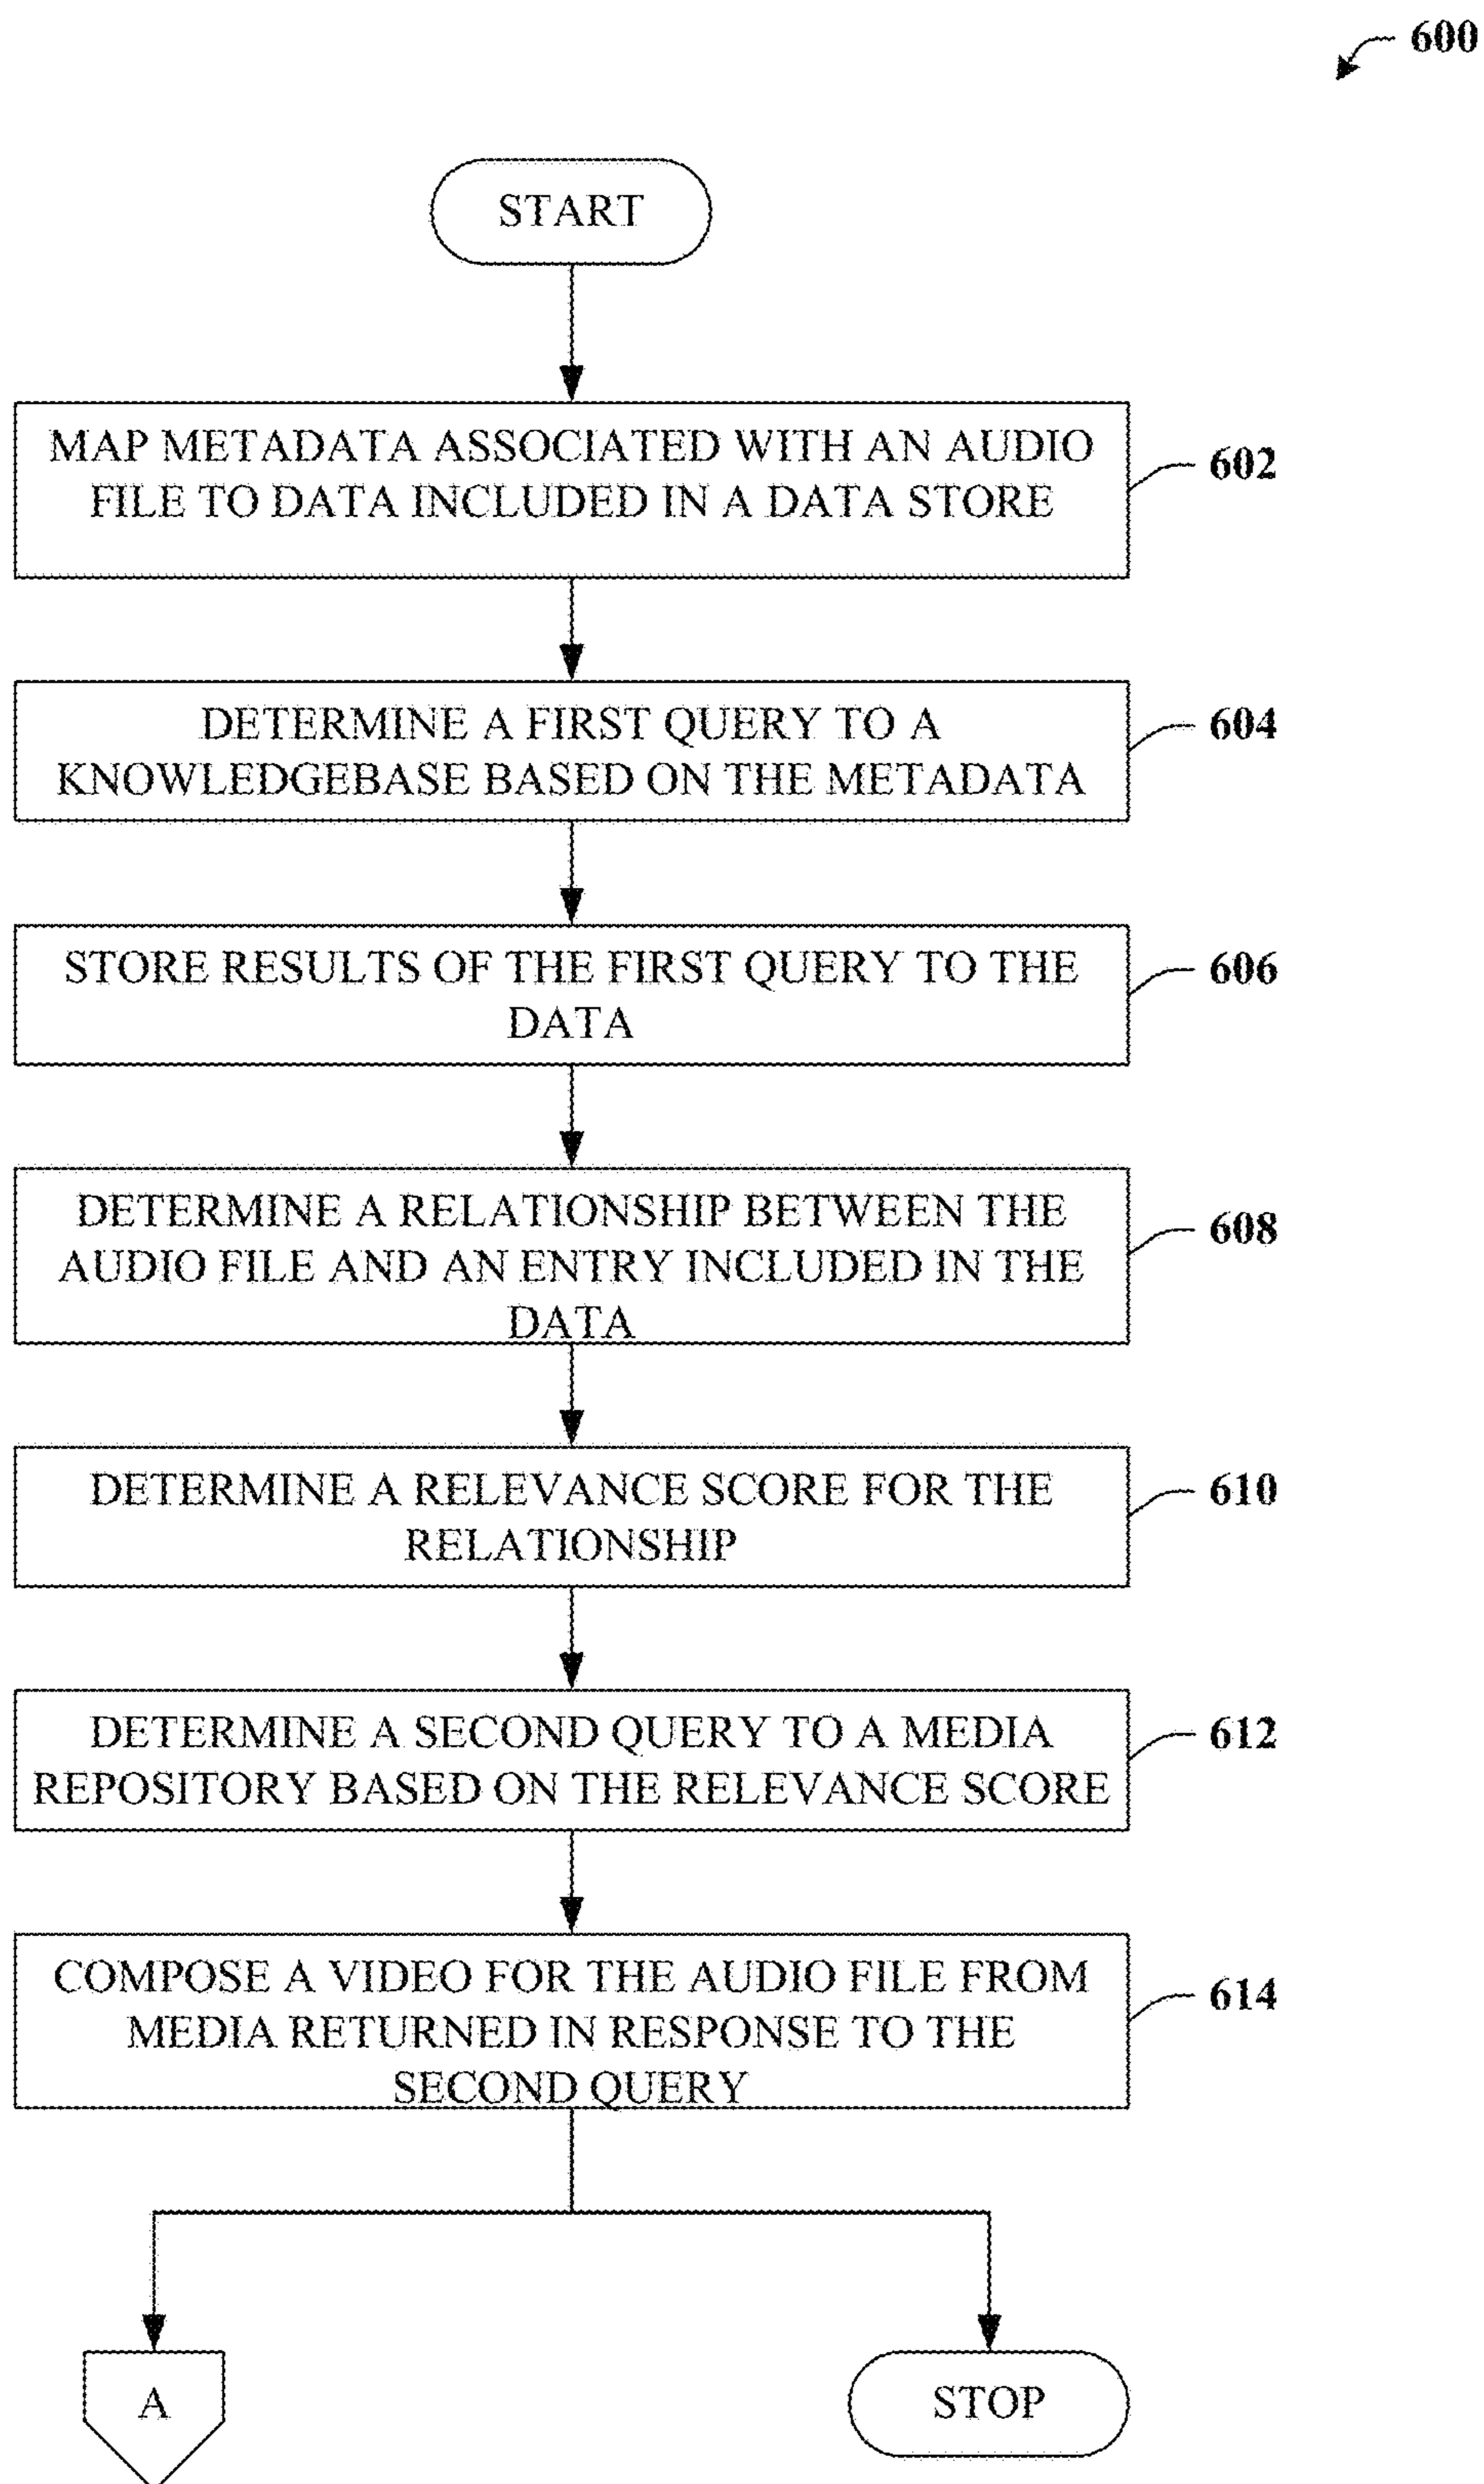 600
START
MAP METADATA ASSOCIATED WITH AN AUDIO
FILE TO DATA INCLUDED IN A DATA STORE
602
DETERMINE A FIRST QUERY TO A
KNOWLEDGEBASE BASED ON THE METADATA
604
STORE RESULTS OF THE FIRST QUERY TO THE
DATA
606
DETERMINE A RELATIONSHIP BETWEEN THE
AUDIO FILE AND AN ENTRY INCLUDED IN THE
DATA
608
DETERMINE A RELEVANCE SCORE FOR THE
RELATIONSHIP
610
DETERMINE A SECOND QUERY TO A MEDIA
REPOSITORY BASED ON THE RELEVANCE SCORE
612
COMPOSE A VIDEO FOR THE AUDIO FILE FROM
MEDIA RETURNED IN RESPONSE TO THE
SECOND QUERY
614
A
STOP